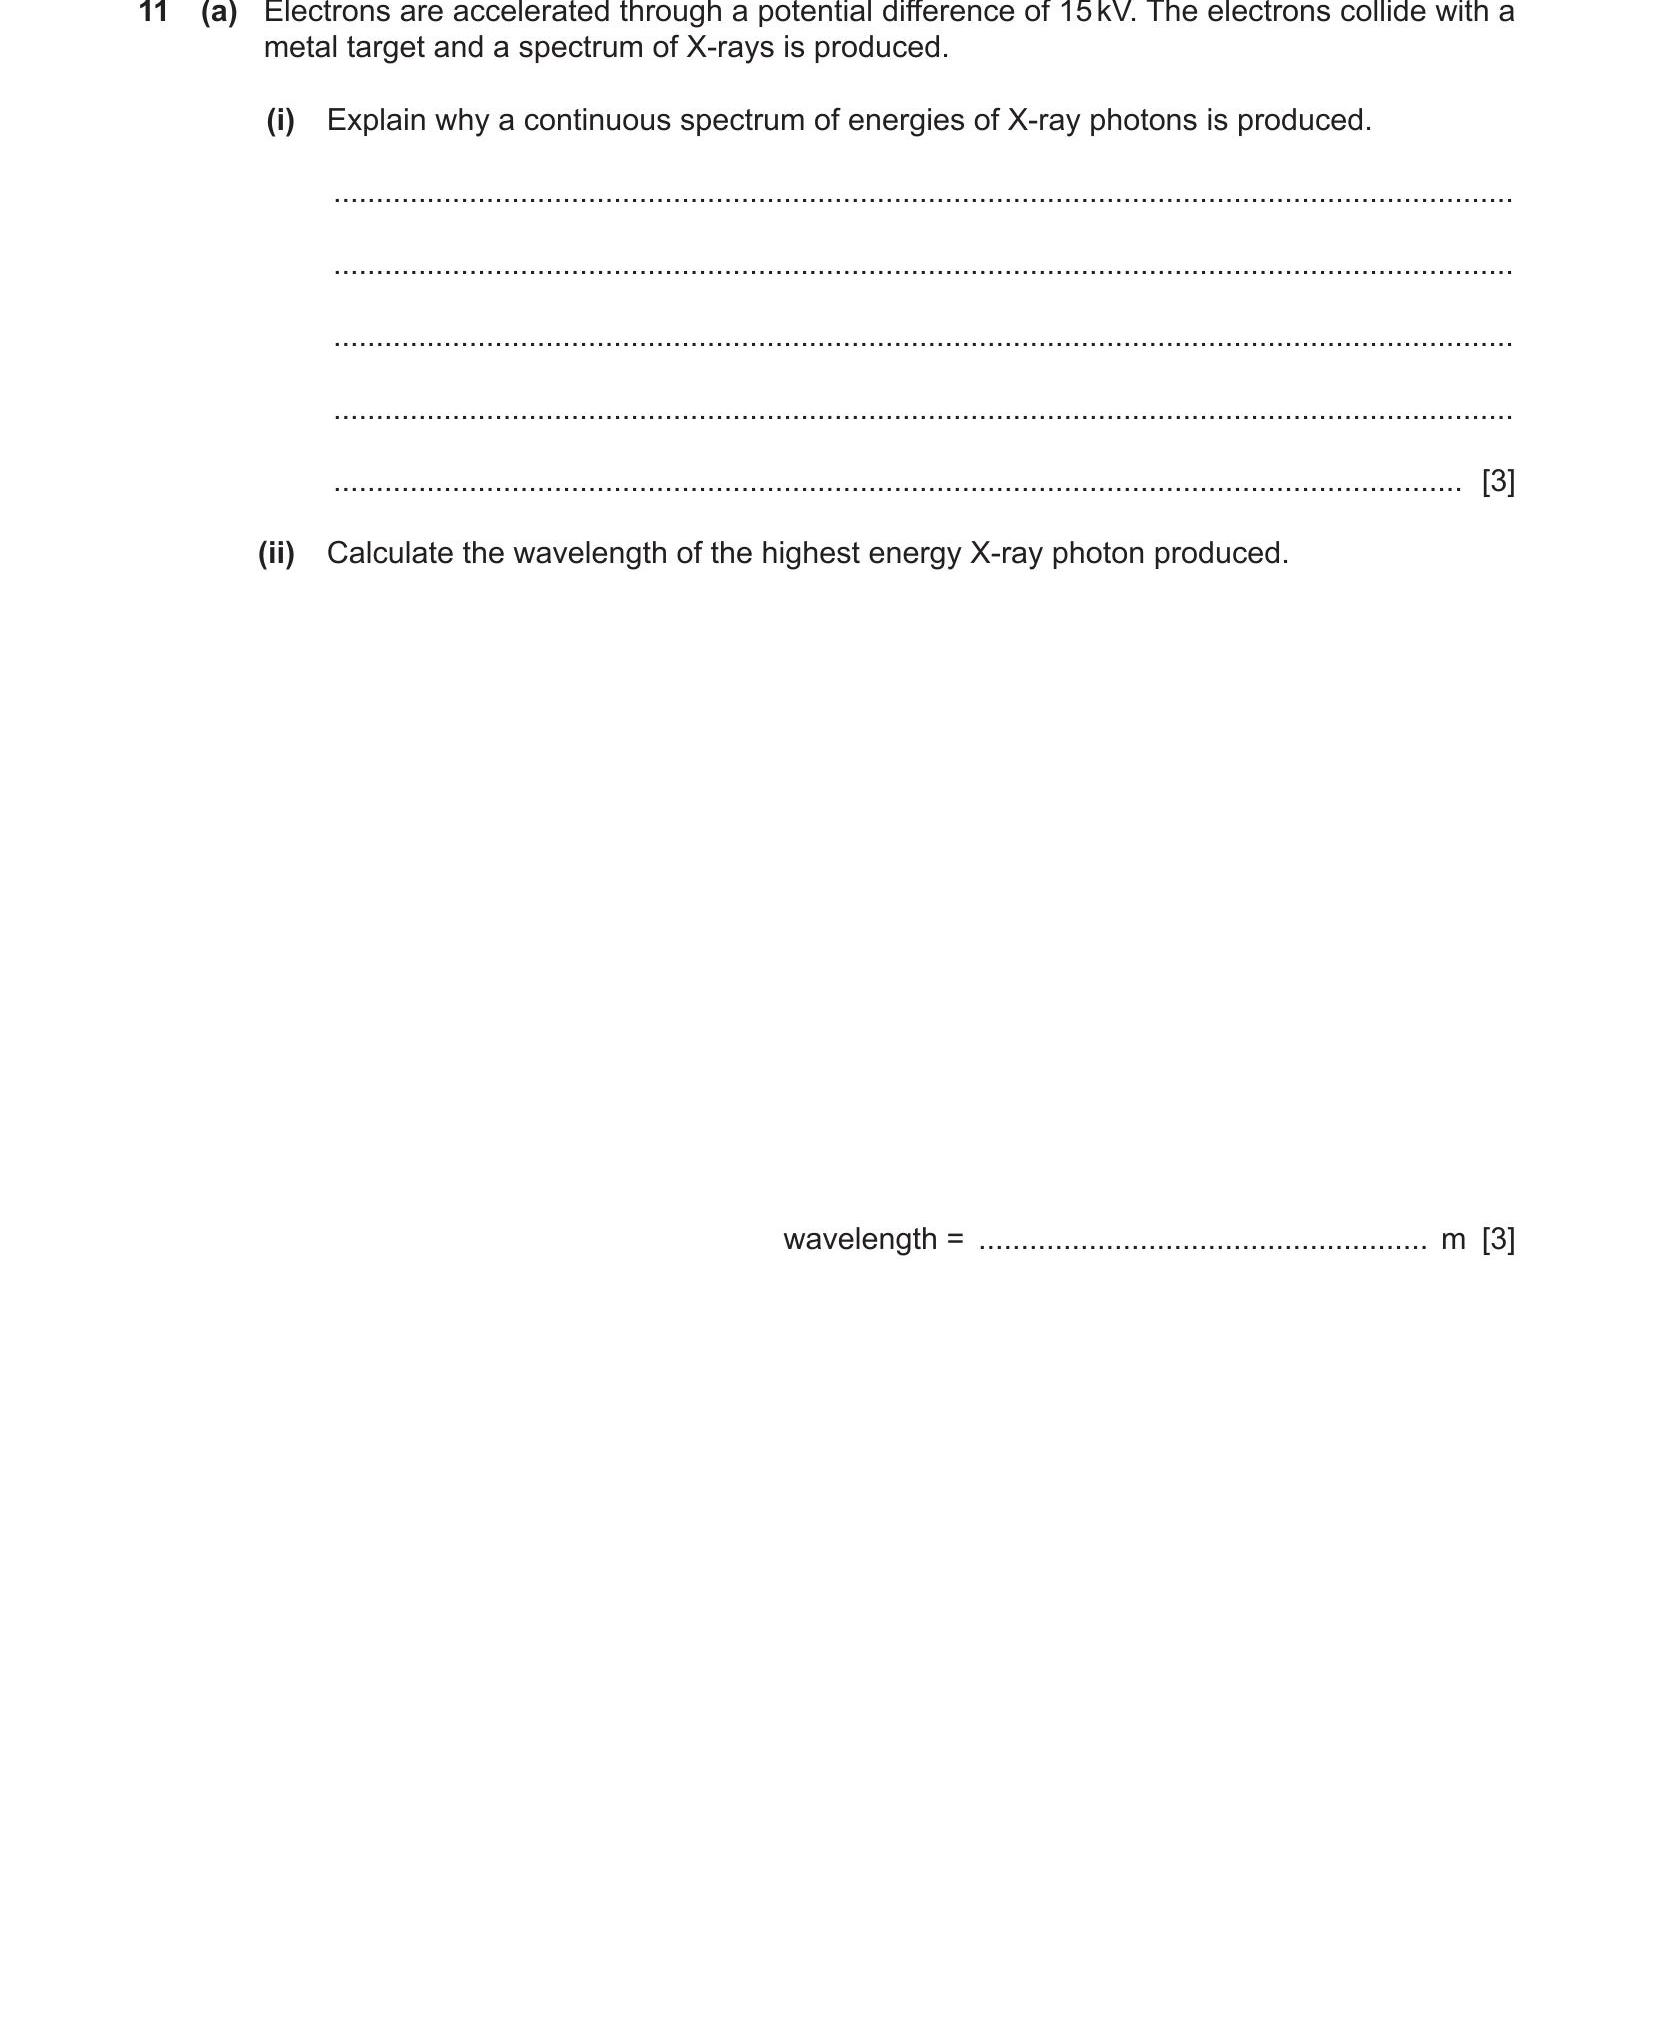 11 (a) Electrons are accelerated through a potential difference of 15 kV. The electrons collide with a
metal target and a spectrum of X-rays is produced.
(i) Explain why a continuous spectrum of energies of X-ray photons is produced.
..........................................................................................................................................
..........................................................................................................................................
..........................................................................................................................................
..........................................................................................................................................
.................................................................................................................................... [3]
(ii) Calculate the wavelength of the highest energy X-ray photon produced.
wavelength = ..................................................... m [3]